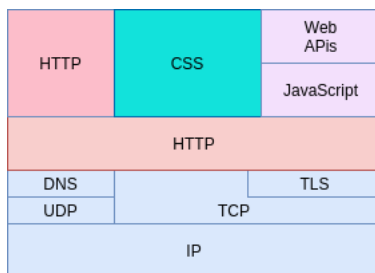 HTTP
CSS
Web
APis
JavaScript
HTTP
DNS
TLS
UDP
TCP
IP